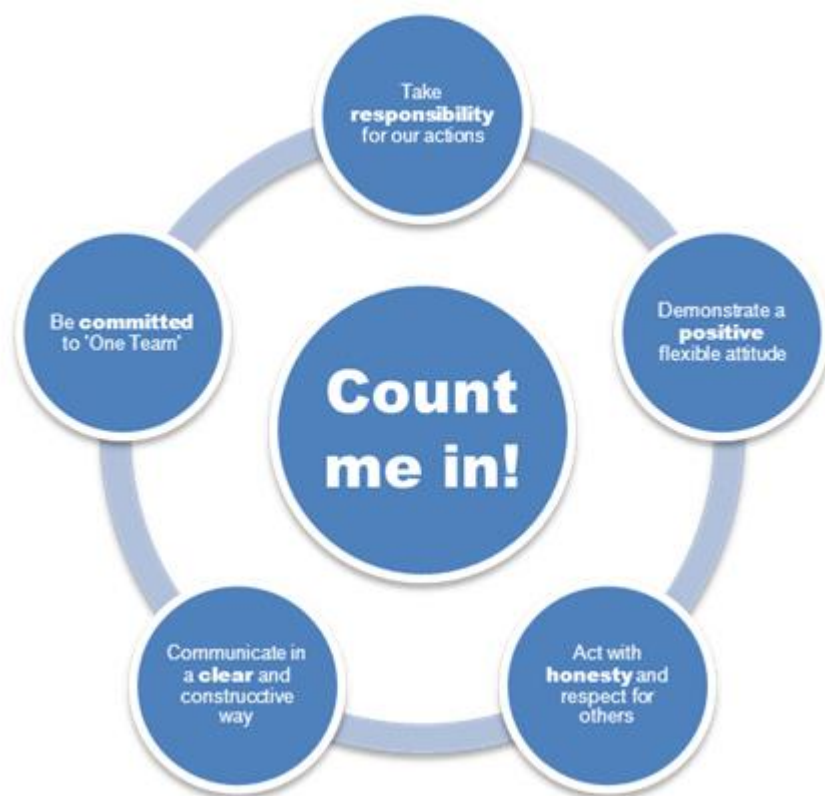 Take
responsibility
for our actions
Demonstrate a
positive
flexible attitude
Act with
honesty and
respect for
others
Communicate in
a clear and
construcctive
way
Be committed
to 'One Team'
Count
me in!